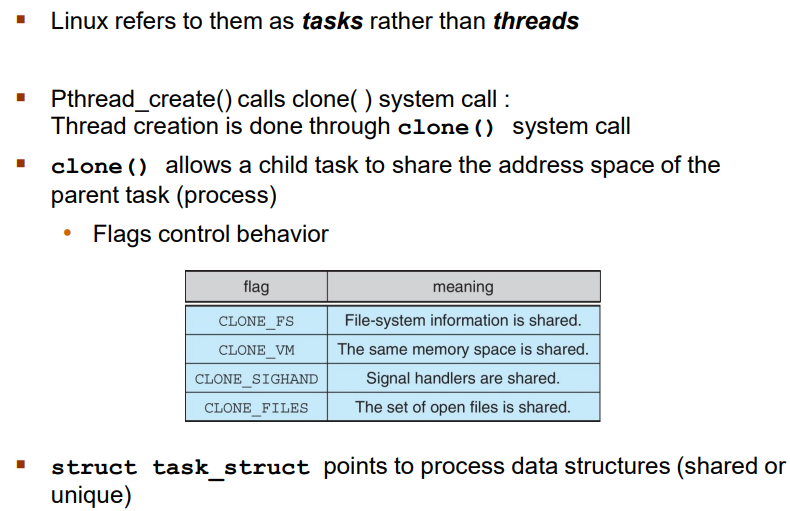 Linux refers to them as tasks rather than threads
Pthread_create() calls clone( ) system call :
Thread creation is done through clone() system call
clone() allows a child task to share the address space of the
parent task (process)
Flags control behavior
flag meaning
CLONE_FS File-system information is shared.
CLONE_VM The same memory space is shared.
CLONE_SIGHAND Signal handlers are shared.
CLONE_FILES The set of open files is shared.
struct task_struct points to process data structures (shared or
unique)